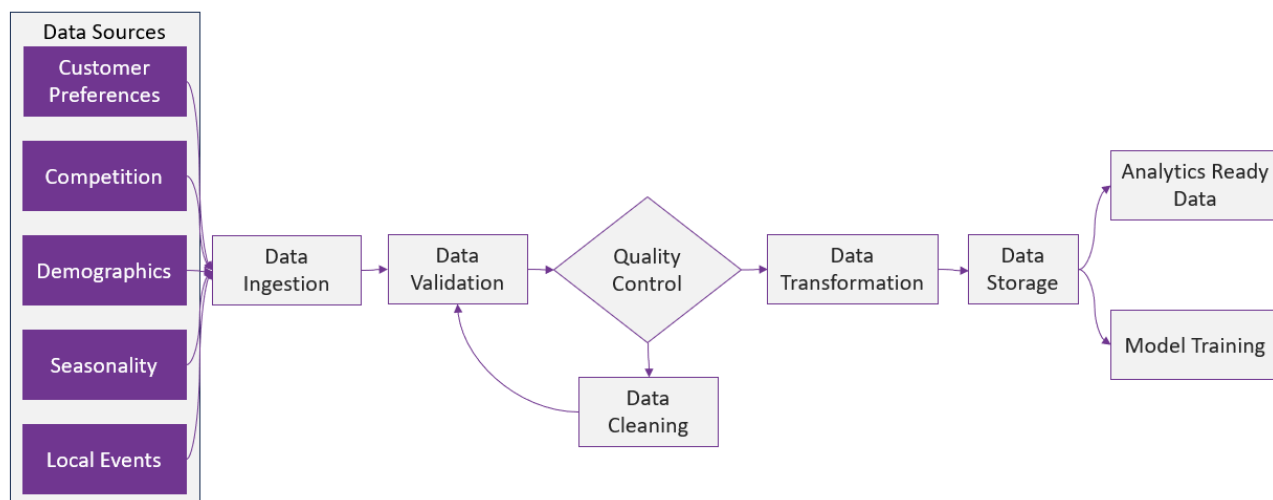 Data Sources
Customer
Preferences
Competition
Demographics
Seasonality
Local Events
Data
Ingestion
Data
Validation
Quality
Control
Data
Cleaning
Data
Transformation
Data
Storage
Analytics Ready
Data
Model Training